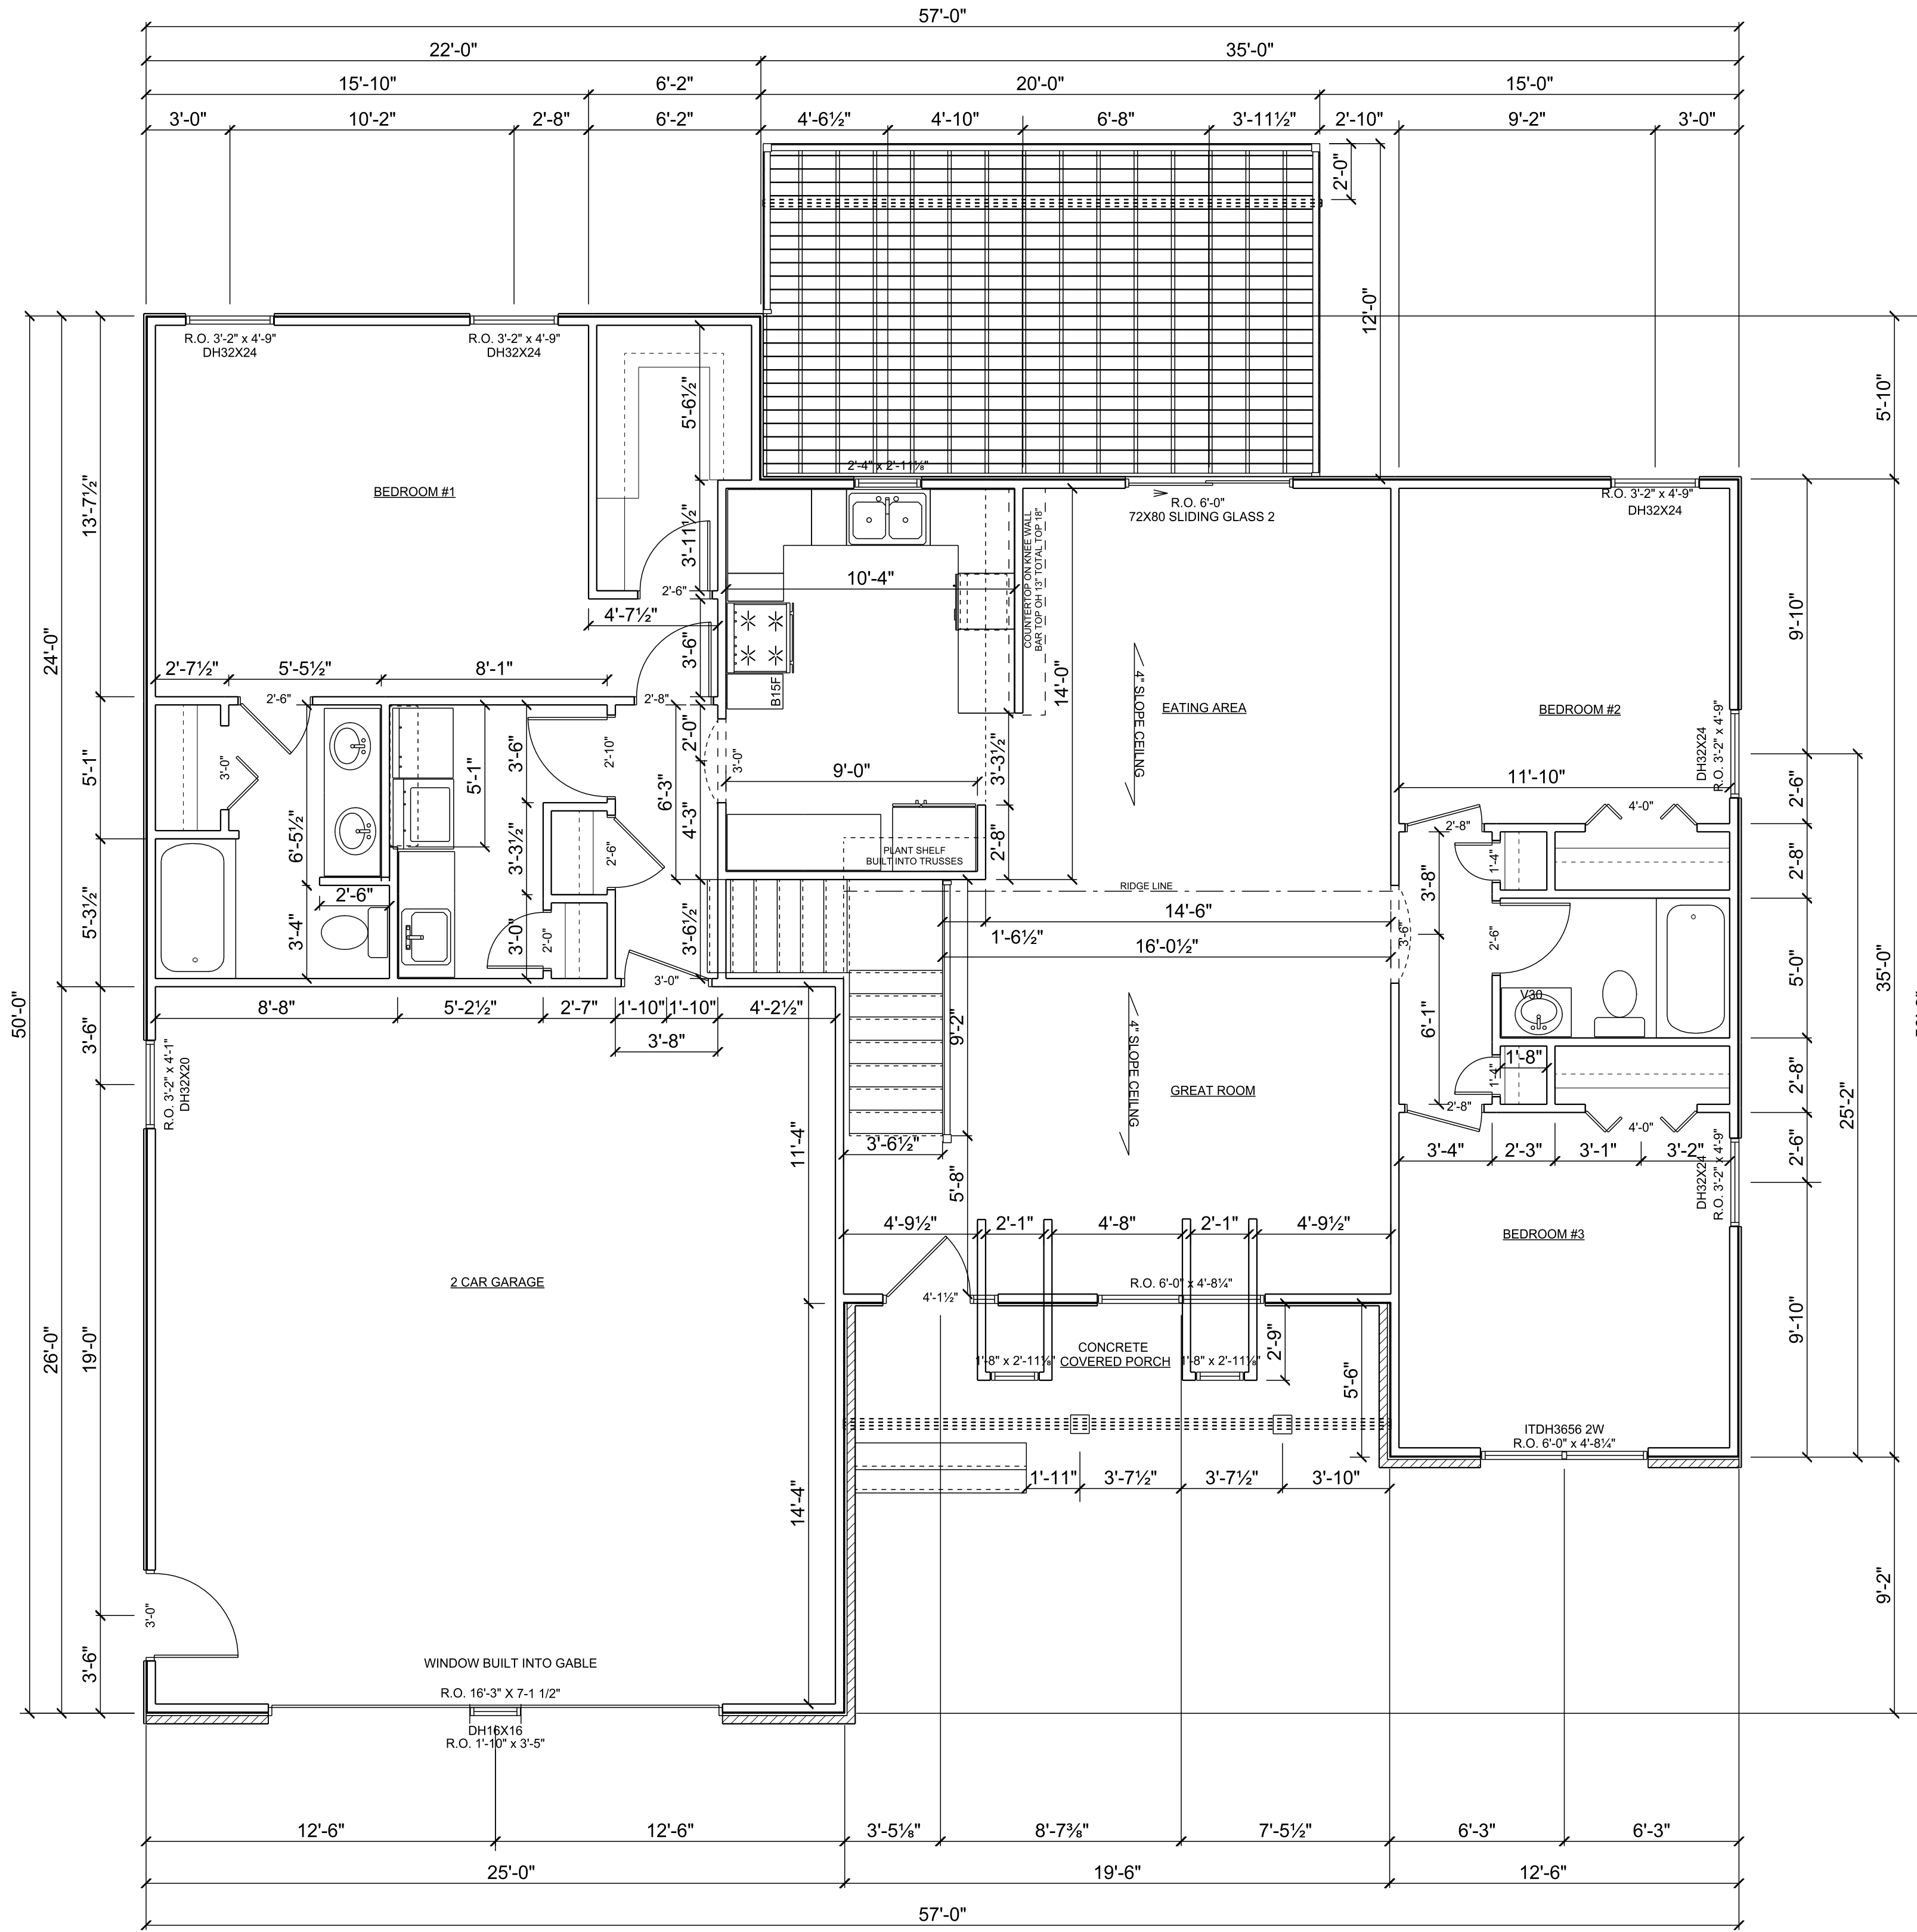 57'-0"
22'-0" 35'-0"
15'-10" 6'-2" 20'-0" 15'-0"
3'-0" 10'-2" 2'-8" 6'-2" 4'-6½" 4'-10" 6'-8" 3'-11½" 2'-10" 9'-2" 3'-0"
2'-0"
12'-0"
R.O. 3'-2" x 4'-9"
DH32X24
R.O. 3'-2" x 4'-9"
DH32X24
5'-6½"
5'-10"
2'-4" x 2'-11⅛"
BEDROOM #1
R.O. 6'-0"
72X80 SLIDING GLASS 2
R.O. 3'-2" x 4'-9"
DH32X24
13'-7½"
3'-11½"
COUNTERTOP ON KNEE WALL
BAR TOP OH 13" TOTAL TOP 18"
10'-4"
2'-6"
4'-7½"
3'-6"
9'-10"
24'-0"
2'-7½" 5'-5½" 8'-1"
2'-6"
2'-8"
B15F
14'-0"
4" SLOPE CEILNG
EATING AREA
BEDROOM #2
DH32X24
R.O. 3'-2" x 4'-9"
5'-1"
3'-0"
3'-6"
2'-10"
2'-0"
3'-0"
5'-1"
6'-3"
9'-0"
3'-3½"
11'-10"
2'-6"
4'-0"
6'-5½"
3'-3½"
2'-6"
4'-3"
2'-8"
PLANT SHELF
BUILT INTO TRUSSES
2'-8"
3'-8"
1'-4"
2'-8"
RIDGE LINE
2'-6"
5'-3½"
3'-4"
3'-0"
2'-0"
3'-6½"
14'-6"
1'-6½"
16'-0½"
3'-6"
2'-6"
5'-0"
35'-0"
3'-0"
50'-0"
8'-8" 5'-2½" 2'-7" 1'-10" 1'-10" 4'-2½"
3'-8"
3'-6"
R.O. 3'-2" x 4'-1"
DH32X20
9'-2"
4" SLOPE CEILNG
6'-1"
V30
1'-8"
1'-4"
2'-8"
2'-8"
25'-2"
GREAT ROOM
4'-0"
11'-4"
3'-6½"
5'-8"
3'-4" 2'-3" 3'-1" 3'-2"
2'-6"
DH32X24
R.O. 3'-2" x 4'-9"
4'-9½" 2'-1" 4'-8" 2'-1" 4'-9½"
BEDROOM #3
2 CAR GARAGE
4'-1½"
R.O. 6'-0" x 4'-8¼"
26'-0"
19'-0"
CONCRETE
COVERED PORCH
1'-8" x 2'-11⅛"
1'-8" x 2'-11⅛"
2'-9"
5'-6"
9'-10"
ITDH3656 2W
R.O. 6'-0" x 4'-8¼"
1'-11" 3'-7½" 3'-7½" 3'-10"
14'-4"
9'-2"
3'-0"
3'-6"
WINDOW BUILT INTO GABLE
R.O. 16'-3" X 7-1 1/2"
DH16X16
R.O. 1'-10" x 3'-5"
12'-6" 12'-6" 3'-5⅛" 8'-7⅜" 7'-5½" 6'-3" 6'-3"
25'-0" 19'-6" 12'-6"
57'-0"